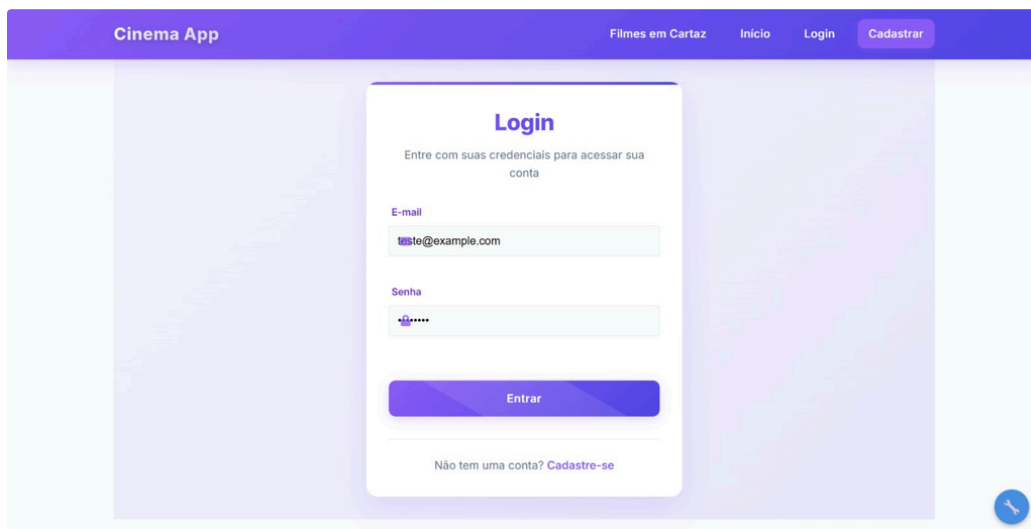 Cinema App
Filmes em Cartaz
Início
Login
Cadastrar
Login
Entre com suas credenciais para acessar sua
conta
E-mail
teste@example.com
Senha
Entrar
Não tem uma conta? Cadastre-se